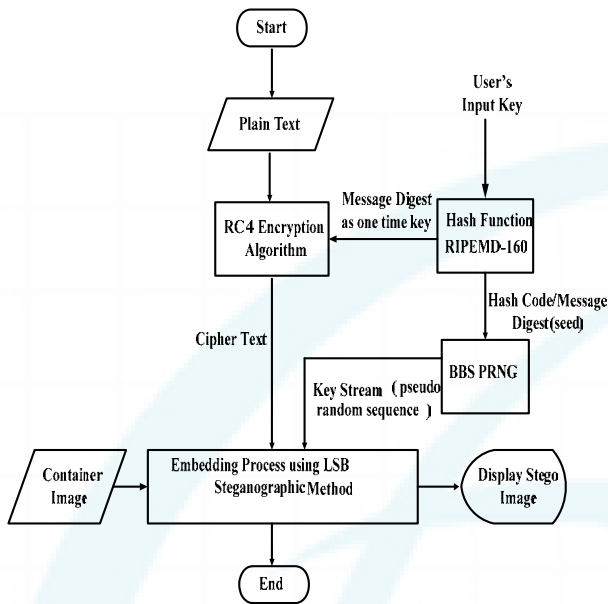 Start
User's
Input Key
Plain Text
Message Digest
as one time key
RC4 Encryption
Algorithm
Hash Function
RIPEMD-160
Hash Code/Message
Digest(seed)
Cipher Text
BBS PRNG
Key Stream ( pseudo
random sequence )
Container
Image
Embedding Process using LSB
Steganographic Method
Display Stego
Image
End